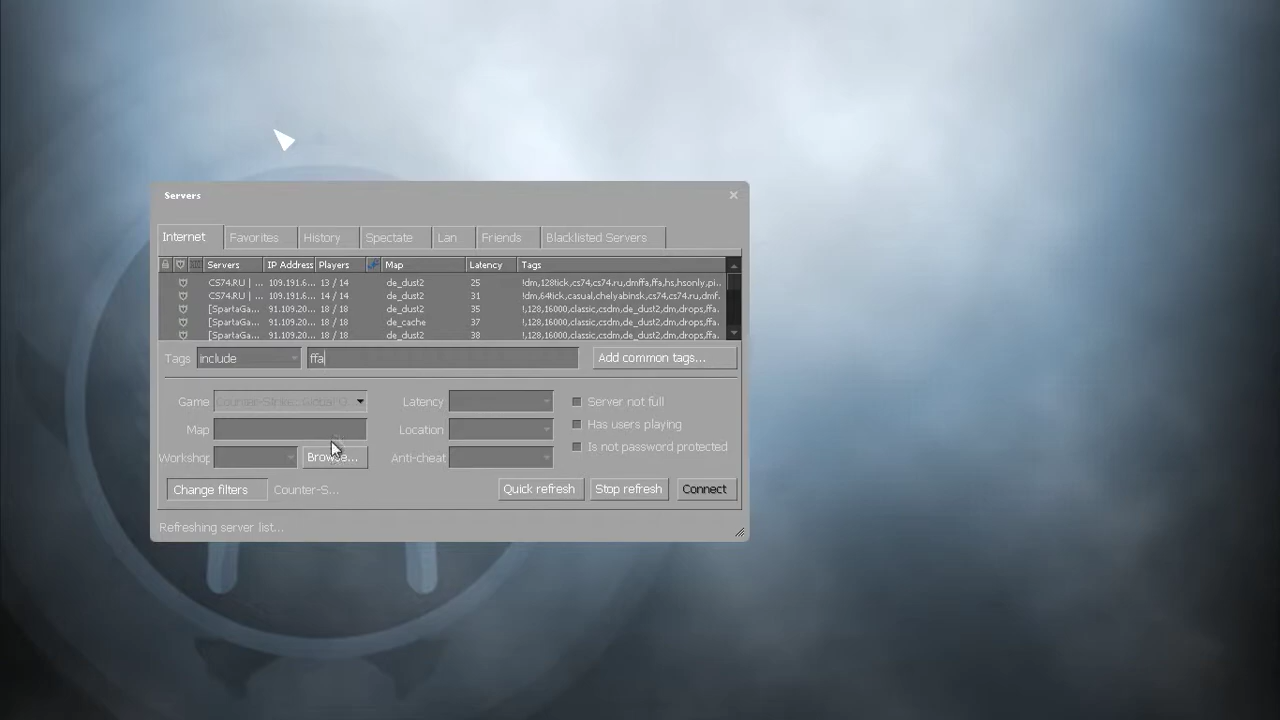 Servers
Internet Favorites History Spectate Lan Friends Blacklisted Servers
Servers IP Address Players Map Latency Tags
CS74.RU | ... 109.191.6... 13 / 14 de_dust2 25 !dm,128tick,cs74,cs74.ru,dmffa,ffa,hs,hsonly,pi...
CS74.RU | ... 109.191.6... 14 / 14 de_dust2 31 !dm,64tick,casual,chelyabinsk,cs74,cs74.ru,dmf.
[SpartaGa... 91.109.20... 18 / 18 de_dust2 35 !,128,16000,classic,csdm,de_dust2,dm,drops,ffa.
[SpartaGa... 91.109.20... 18 / 18 de_cache 37 !,128,16000,classic,csdm,de_dust2,dm,drops,ffa.
[SpartaGa... 91.109.20... 18 / 18 de_dust2 38 !,128,16000,classic,csdm,de_dust2,dm,drops,ffa.
Tags include ffa Add common tags...
Game Counter-Strike: Global O Latency Server not full
Map Location Has users playing
Workshop Browse... Anti-cheat Is not password protected
Change filters Counter-S... Quick refresh Stop refresh Connect
Refreshing server list...